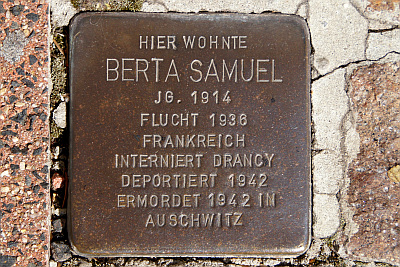 HIER WOHNTE
BERTA SAMUEL
JG. 1914
FLUCHT 1936
FRANKREICH
INTERNIERT DRANCY
DEPORTIERT 1942
ERMORDET 1942 IN
AUSCHWITZ